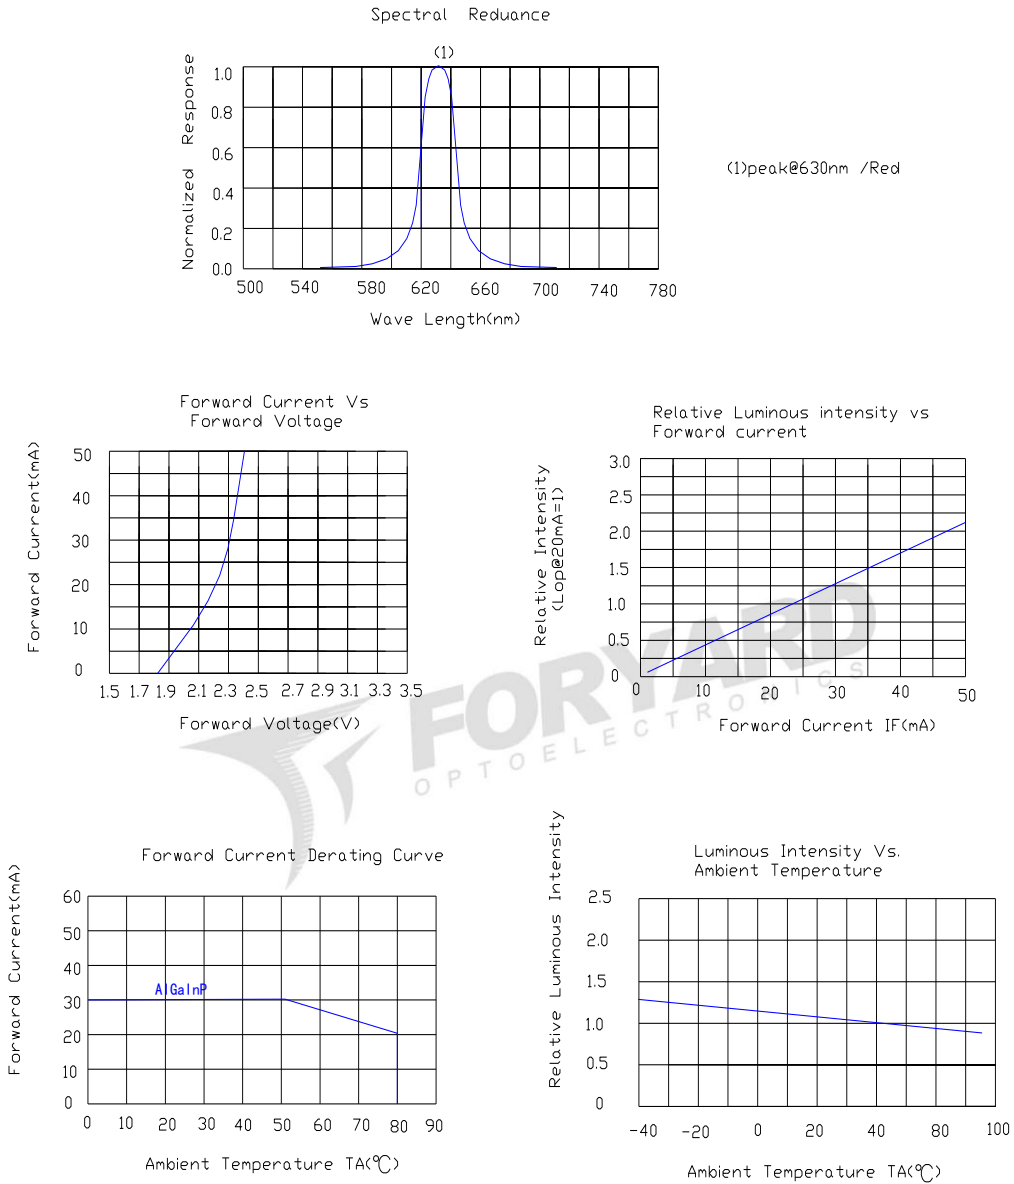 Spectral Reduance
(1)
Normalized Response
1.0
0.8
0.6
0.4
0.2
0.0
500 540 580 620 660 700 740 780
Wave Length(nm)
(1)peak@630nm /Red
Forward Current Vs
Forward Voltage
Forward Current(mA)
50
40
30
20
10
0
1.5 1.7 1.9 2.1 2.3 2.5 2.7 2.9 3.1 3.3 3.5
Forward Voltage(V)
Relative Luminous intensity vs
Forward current
Relative Intensity
(Lop@20mA=1)
3.0
2.5
2.0
1.5
1.0
0.5
0
0 10 20 30 40 50
Forward Current IF(mA)
FORYARD
OPTOELECTRONICS
Forward Current Derating Curve
Forward Current(mA)
60
50
40
30
20
10
0
AlGaInP
0 10 20 30 40 50 60 70 80 90
Ambient Temperature TA(℃)
Luminous Intensity Vs.
Ambient Temperature
Relative Luminous Intensity
2.5
2.0
1.5
1.0
0.5
0
-40 -20 0 20 40 80 60 100
Ambient Temperature TA(℃)